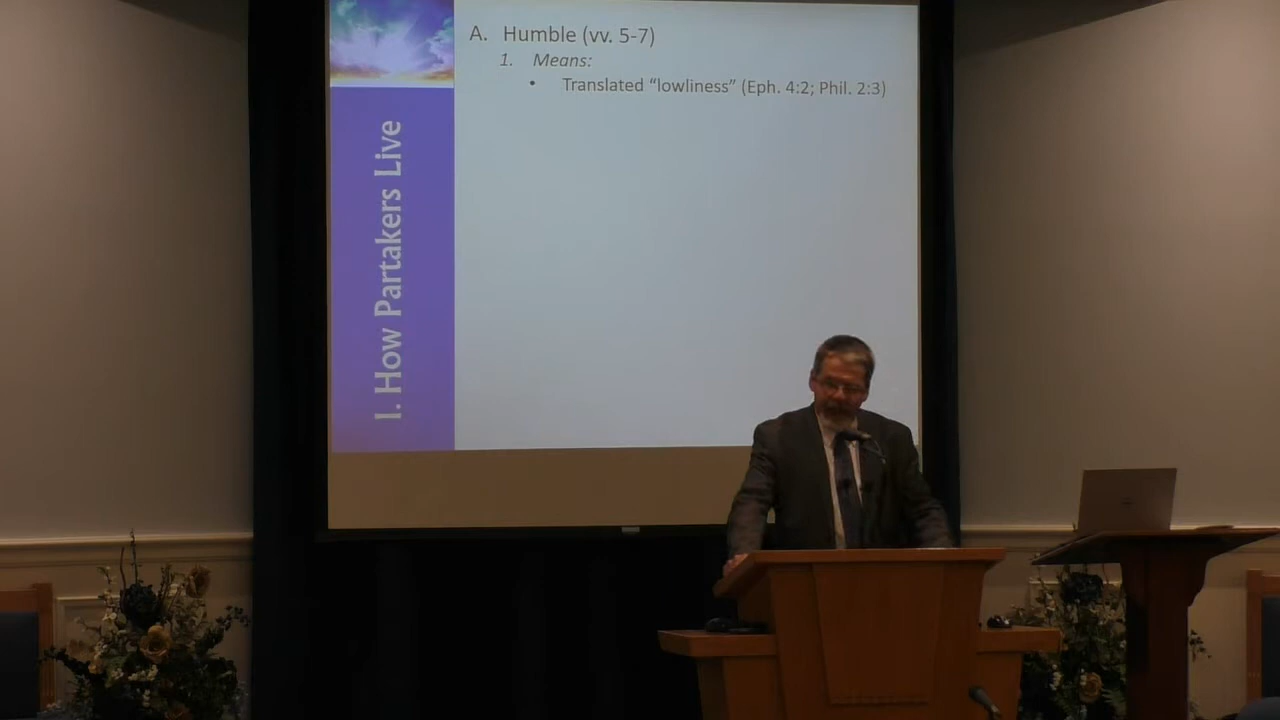 I. How Partakers Live
A. Humble (vv. 5-7)
1. Means:
• Translated “lowliness” (Eph. 4:2; Phil. 2:3)